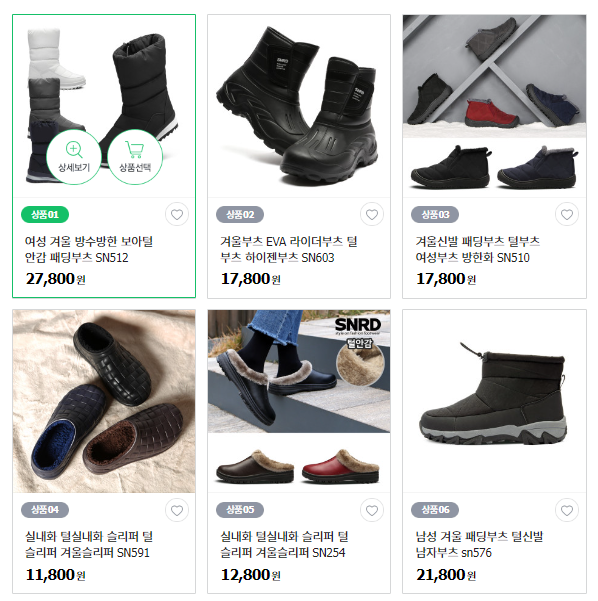 상세보기
상품선택
SNRD
SNRD
style on fashion footwear
털안감
상품01
여성 겨울 방수방한 보아털
안감 패딩부츠 SN512
27,800원
상품02
겨울부츠 EVA 라이더부츠 털
부츠 하이젠부츠 SN603
17,800원
상품03
겨울신발 패딩부츠 털부츠
여성부츠 방한화 SN510
17,800원
상품04
실내화 털실내화 슬리퍼 털
슬리퍼 겨울슬리퍼 SN591
11,800원
상품05
실내화 털실내화 슬리퍼 털
슬리퍼 겨울슬리퍼 SN254
12,800원
상품06
남성 겨울 패딩부츠 털신발
남자부츠 sn576
21,800원